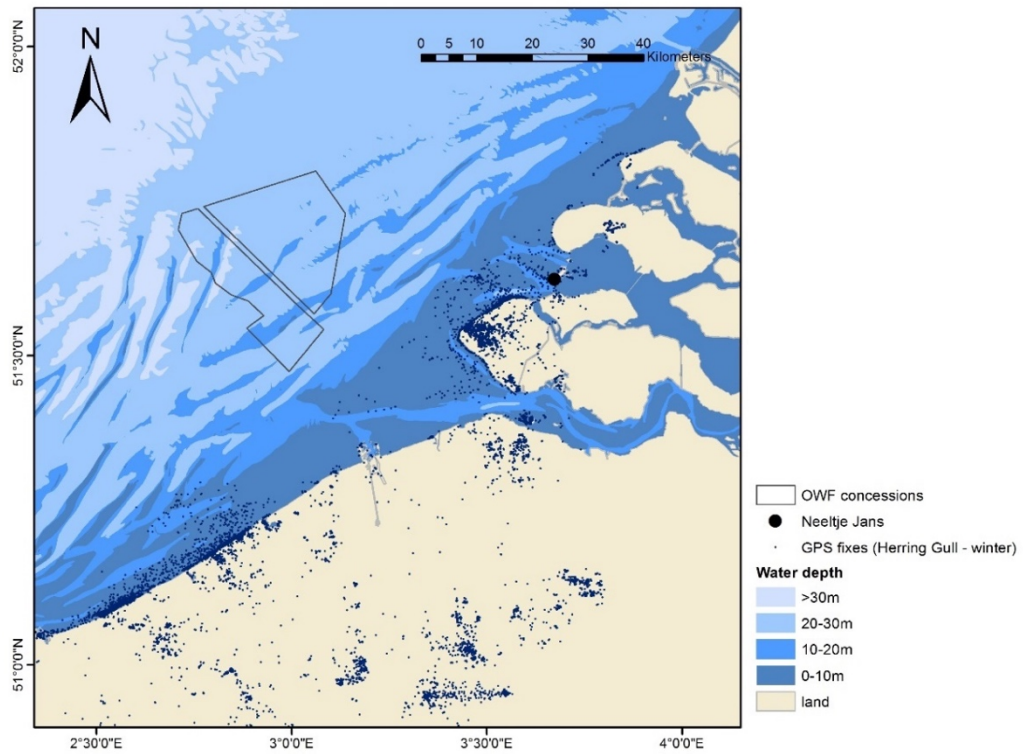 N
0 5 10 20 30 40
Kilometers
52°0'0"N
51°30'0"N
51°0'0"N
2°30'0"E 3°0'0"E 3°30'0"E 4°0'0"E
OWF concessions
Neeltje Jans
GPS fixes (Herring Gull - winter)
Water depth
>30m
20-30m
10-20m
0-10m
land